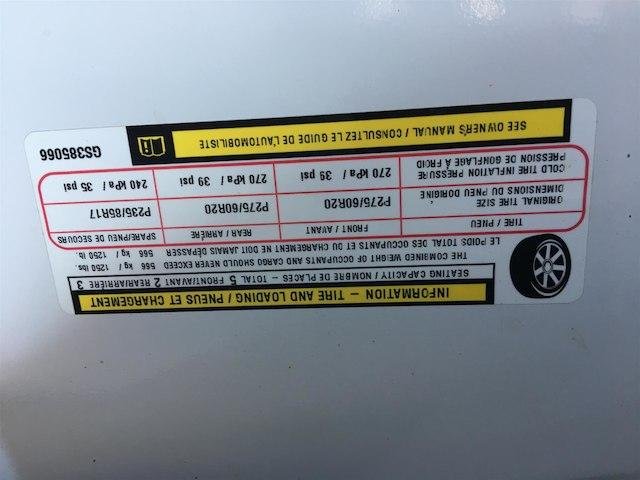 INFORMATION – TIRE AND LOADING / PNEUS ET CHARGEMENT
SEATING CAPACITY / NOMBRE DE PLACES – TOTAL 5 FRONT/AVANT 2 REAR/ARRIÈRE 3
THE COMBINED WEIGHT OF OCCUPANTS AND CARGO SHOULD NEVER EXCEED 566 kg / 1250 lbs
LE POIDS TOTAL DES OCCUPANTS ET DU CHARGEMENT NE DOIT JAMAIS DÉPASSER 566 kg / 1250 lb
TIRE / PNEU FRONT / AVANT REAR / ARRIÈRE SPARE/PNEU DE SECOURS
ORIGINAL TIRE SIZE P275/60R20 P275/60R20 P235/85R17
DIMENSIONS DU PNEU DORIGINE
COLD TIRE INFLATION PRESSURE 270 kPa / 39 psi 270 kPa / 39 psi 240 kPa / 35 psi
PRESSION DE GONFLAGE À FROID
SEE OWNER'S MANUAL / CONSULTEZ LE GUIDE DE L'AUTOMOBILISTE
GS385066